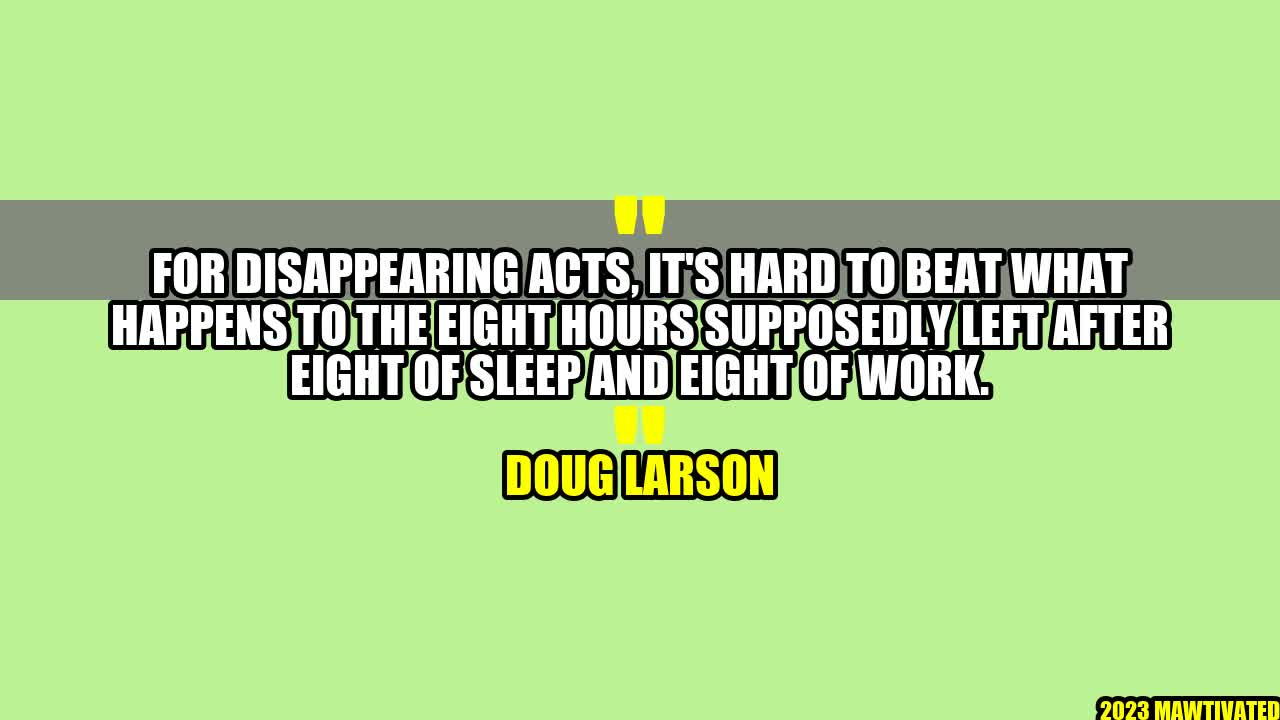 "
FOR DISAPPEARING ACTS, IT'S HARD TO BEAT WHAT
HAPPENS TO THE EIGHT HOURS SUPPOSEDLY LEFT AFTER
EIGHT OF SLEEP AND EIGHT OF WORK.
"
DOUG LARSON
2023 MAWTIVATED